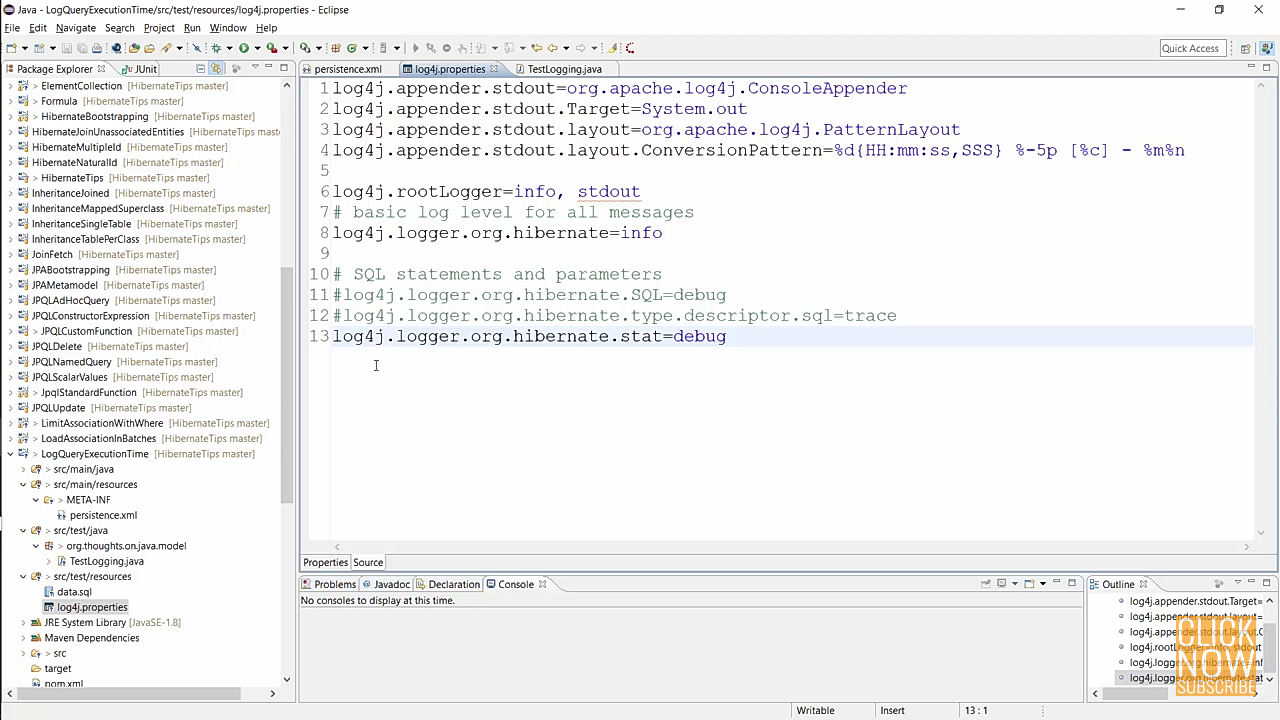 Java - LogQueryExecutionTime/src/test/resources/log4j.properties - Eclipse
File Edit Navigate Search Project Run Window Help
Quick Access
Package Explorer
JUnit
ElementCollection [HibernateTips master]
Formula [HibernateTips master]
> HibernateBootstrapping [HibernateTips master]
HibernateJoinUnassociatedEntities [HibernateTips mast
HibernateMultipleId [HibernateTips master]
HibernateNaturalId [HibernateTips master]
> HibernateTips [HibernateTips master]
InheritanceJoined [HibernateTips master]
InheritanceMappedSuperclass [HibernateTips master]
InheritanceSingleTable [HibernateTips master]
InheritanceTablePerClass [HibernateTips master]
JoinFetch [HibernateTips master]
JPABootstrapping [HibernateTips master]
JPAMetamodel [HibernateTips master]
JPQLAdHocQuery [HibernateTips master]
JPQLConstructorExpression [HibernateTips master]
> JPQLCustomFunction [HibernateTips master]
JPQLDelete [HibernateTips master]
JPQLNamedQuery [HibernateTips master]
JPQLScalarValues [HibernateTips master]
> JpqlStandardFunction [HibernateTips master]
JPQLUpdate [HibernateTips master]
> LimitAssociationWithWhere [HibernateTips master]
> LoadAssociationInBatches [HibernateTips master]
> LogQueryExecutionTime [HibernateTips master]
> src/main/java
> src/main/resources
> META-INF
persistence.xml
> src/test/java
> org.thoughts.on.java.model
> TestLogging.java
> src/test/resources
data.sql
log4j.properties
JRE System Library [JavaSE-1.8]
Maven Dependencies
> src
target
pom.xml
persistence.xml
log4j.properties
TestLogging.java
1 log4j.appender.stdout=org.apache.log4j.ConsoleAppender
2 log4j.appender.stdout.Target=System.out
3 log4j.appender.stdout.layout=org.apache.log4j.PatternLayout
4 log4j.appender.stdout.layout.ConversionPattern=%d{HH:mm:ss,SSS} %-5p [%c] - %m%n
5
6 log4j.rootLogger=info, stdout
7 # basic log level for all messages
8 log4j.logger.org.hibernate=info
9
10 # SQL statements and parameters
11 #log4j.logger.org.hibernate.SQL=debug
12 #log4j.logger.org.hibernate.type.descriptor.sql=trace
13 log4j.logger.org.hibernate.stat=debug
Properties Source
Problems
Javadoc
Declaration
Console
No consoles to display at this time.
Outline
log4j.appender.stdout.Target=
log4j.appender.stdout.layout=
log4j.appender.stdout.layout.
log4j.rootLogger=info, stdout
log4j.logger.org.hibernate=inf
log4j.logger.org.hibernate.stat
CLICK
NOW
SUBSCRIBE
Writable
Insert
13 : 1